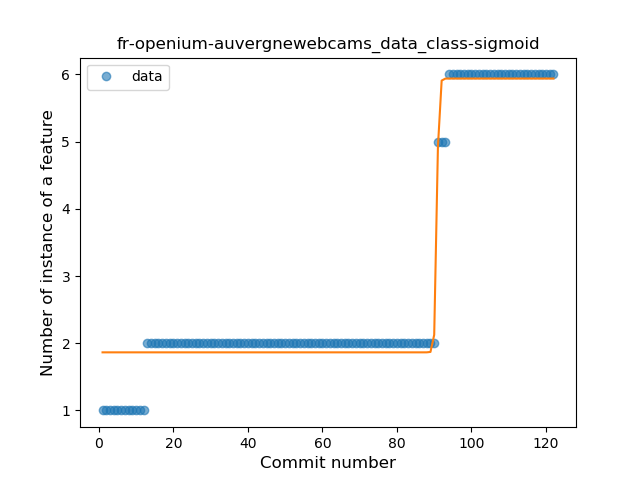 fr-openium-auvergnewebcams_data_class-sigmoid
data
Number of instance of a feature
6
5
4
3
2
1
0 20 40 60 80 100 120
Commit number